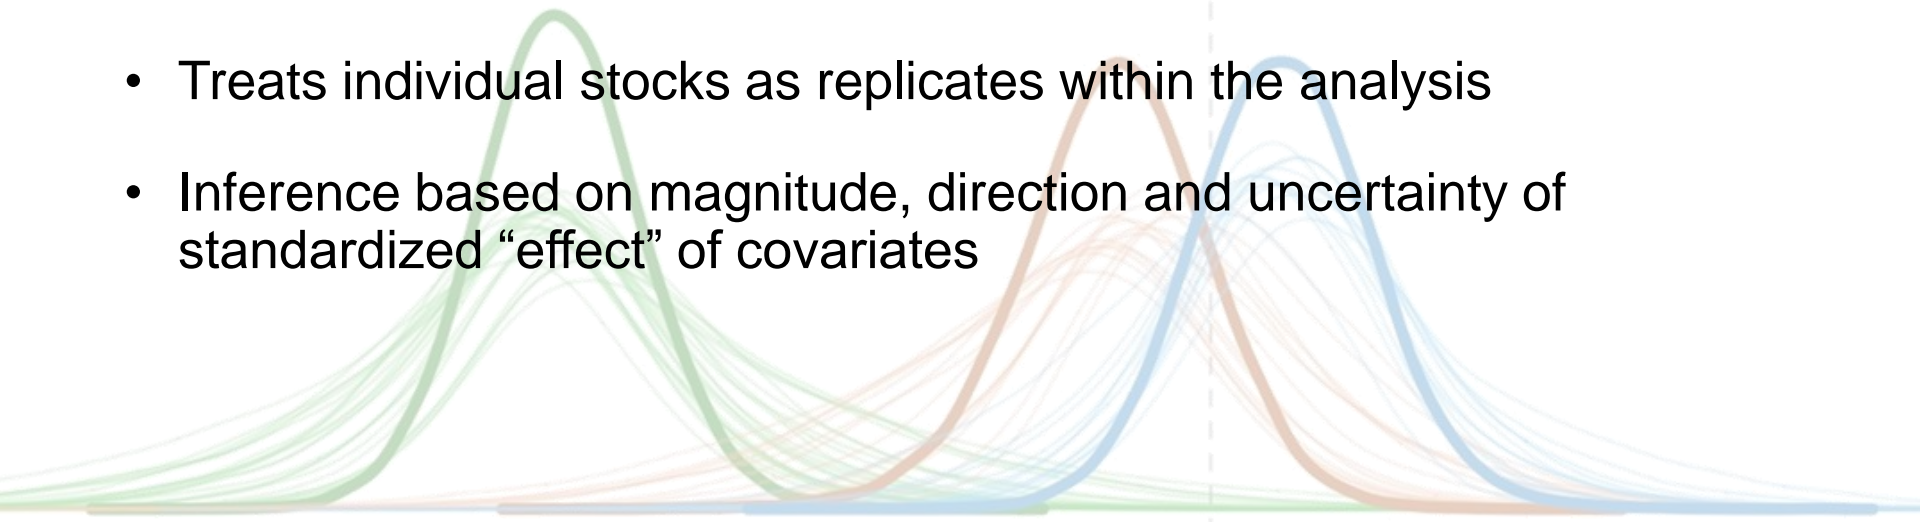 • Treats individual stocks as replicates within the analysis
• Inference based on magnitude, direction and uncertainty of
standardized “effect” of covariates